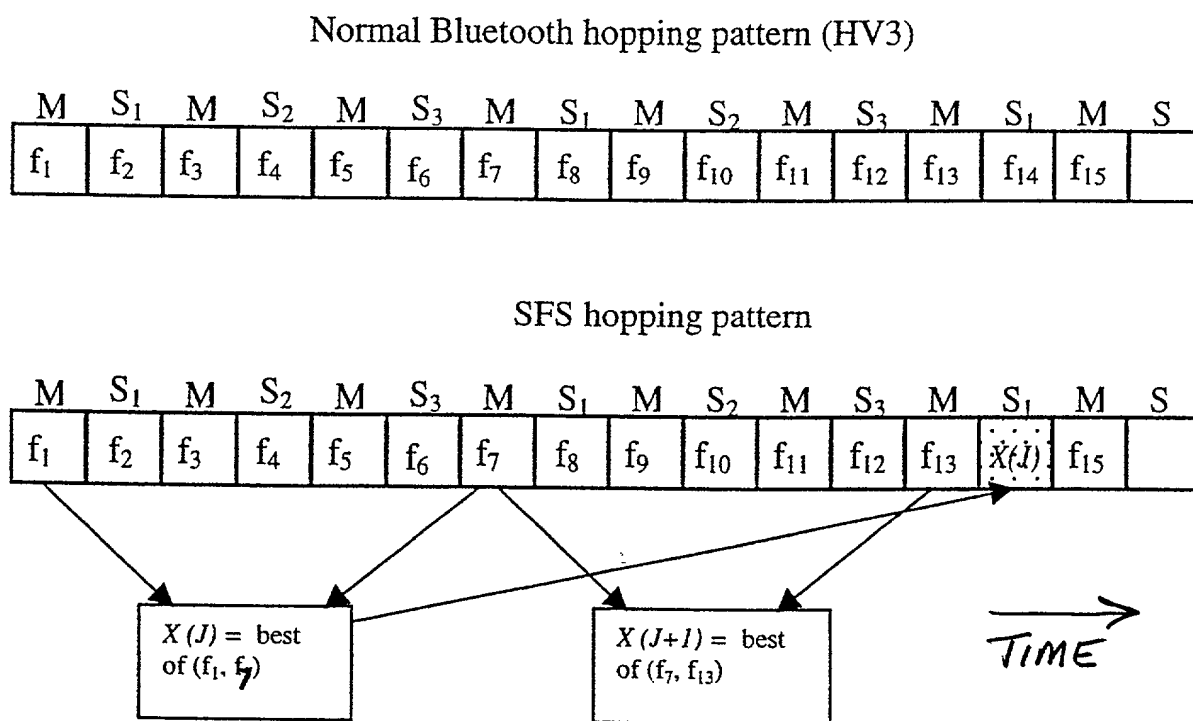 Normal Bluetooth hopping pattern (HV3)
M S₁ M S₂ M S₃ M S₁ M S₂ M S₃ M S₁ M S
f₁ f₂ f₃ f₄ f₅ f₆ f₇ f₈ f₉ f₁₀ f₁₁ f₁₂ f₁₃ f₁₄ f₁₅
SFS hopping pattern
M S₁ M S₂ M S₃ M S₁ M S₂ M S₃ M S₁ M S
f₁ f₂ f₃ f₄ f₅ f₆ f₇ f₈ f₉ f₁₀ f₁₁ f₁₂ f₁₃ X(J) f₁₅
X(J) = best
of (f₁, f₇)
X(J+1) = best
of (f₇, f₁₃)
TIME